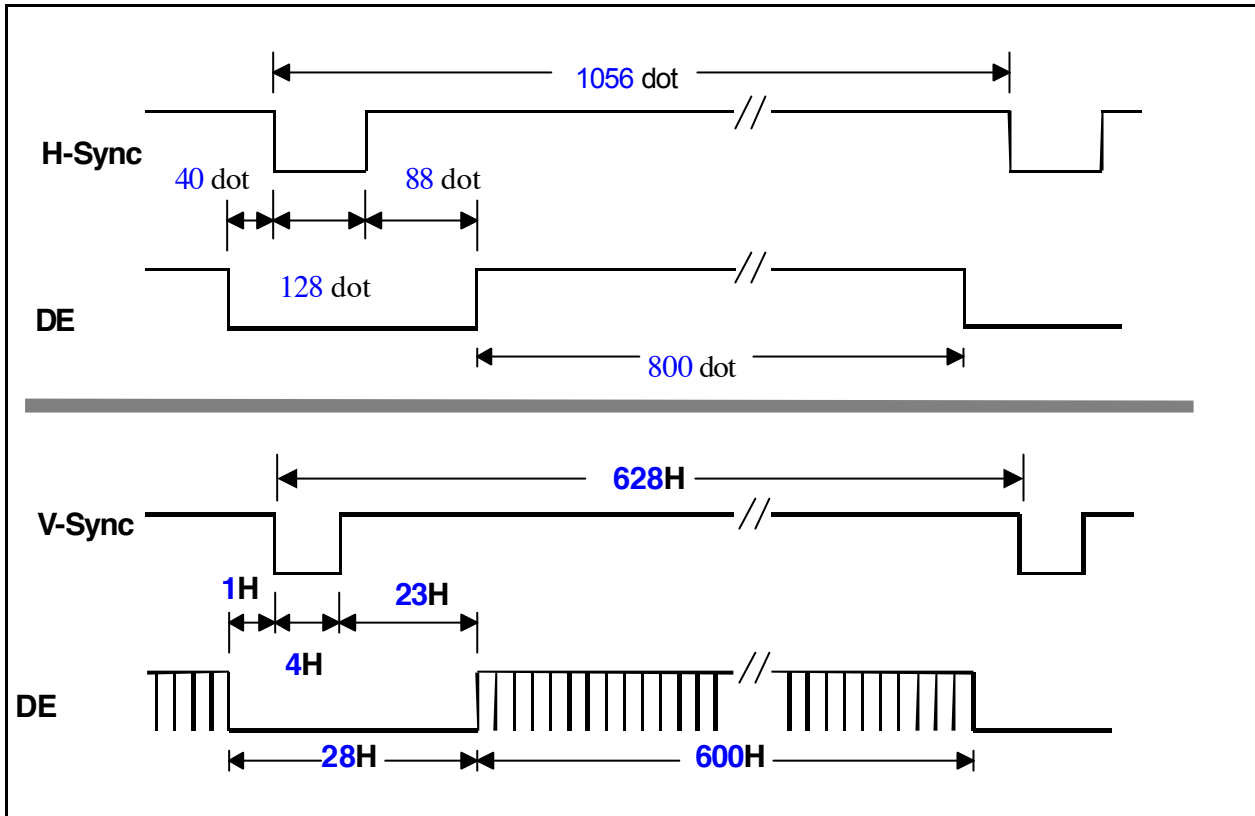 1056 dot
H-Sync
40 dot
88 dot
128 dot
DE
800 dot
628H
V-Sync
1H
23H
4H
DE
28H
600H